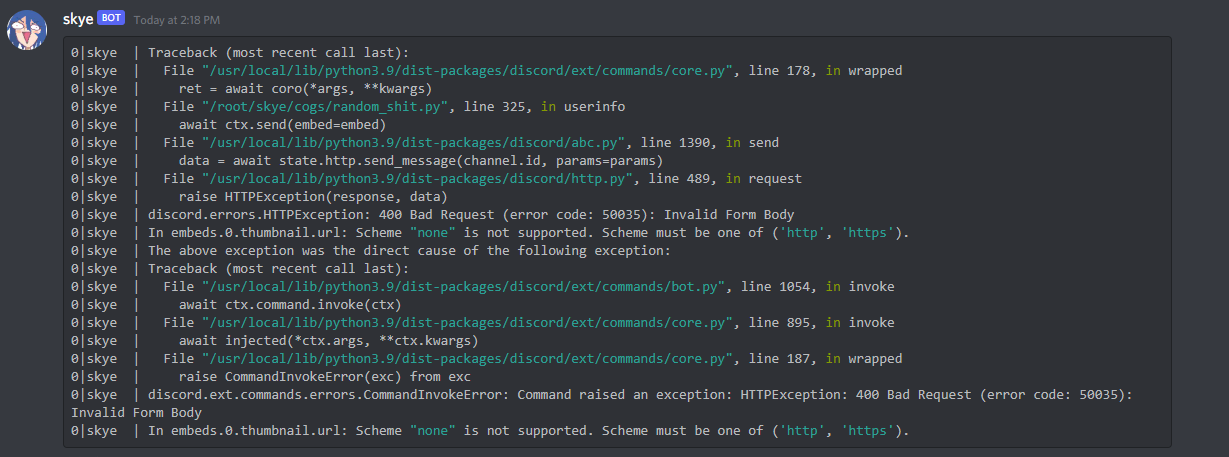 skye BOT Today at 2:18 PM
0|skye  | Traceback (most recent call last):
0|skye  |   File "/usr/local/lib/python3.9/dist-packages/discord/ext/commands/core.py", line 178, in wrapped
0|skye  |     ret = await coro(*args, **kwargs)
0|skye  |   File "/root/skye/cogs/random_shit.py", line 325, in userinfo
0|skye  |     await ctx.send(embed=embed)
0|skye  |   File "/usr/local/lib/python3.9/dist-packages/discord/abc.py", line 1390, in send
0|skye  |     data = await state.http.send_message(channel.id, params=params)
0|skye  |   File "/usr/local/lib/python3.9/dist-packages/discord/http.py", line 489, in request
0|skye  |     raise HTTPException(response, data)
0|skye  | discord.errors.HTTPException: 400 Bad Request (error code: 50035): Invalid Form Body
0|skye  | In embeds.0.thumbnail.url: Scheme "none" is not supported. Scheme must be one of ('http', 'https').
0|skye  | The above exception was the direct cause of the following exception:
0|skye  | Traceback (most recent call last):
0|skye  |   File "/usr/local/lib/python3.9/dist-packages/discord/ext/commands/bot.py", line 1054, in invoke
0|skye  |     await ctx.command.invoke(ctx)
0|skye  |   File "/usr/local/lib/python3.9/dist-packages/discord/ext/commands/core.py", line 895, in invoke
0|skye  |     await injected(*ctx.args, **ctx.kwargs)
0|skye  |   File "/usr/local/lib/python3.9/dist-packages/discord/ext/commands/core.py", line 187, in wrapped
0|skye  |     raise CommandInvokeError(exc) from exc
0|skye  | discord.ext.commands.errors.CommandInvokeError: Command raised an exception: HTTPException: 400 Bad Request (error code: 50035):
Invalid Form Body
0|skye  | In embeds.0.thumbnail.url: Scheme "none" is not supported. Scheme must be one of ('http', 'https').